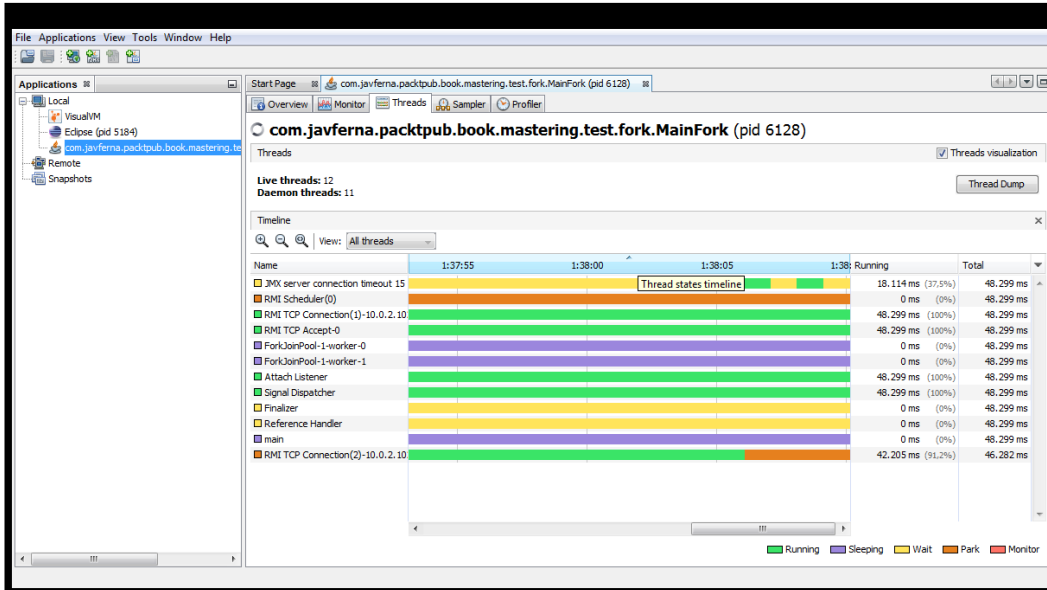 File Applications View Tools Window Help
Applications
Local
VisualVM
Eclipse (pid 5184)
com.javferna.packtpub.book.mastering.te
Remote
Snapshots
Start Page com.javferna.packtpub.book.mastering.test.fork.MainFork (pid 6128)
Overview Monitor Threads Sampler Profiler
com.javferna.packtpub.book.mastering.test.fork.MainFork (pid 6128)
Threads Threads visualization
Live threads: 12
Daemon threads: 11
Thread Dump
Timeline
View: All threads
Name 1:37:55 1:38:00 1:38:05 1:38: Running Total
JMX server connection timeout 15 Thread states timeline 18.114 ms (37,5%) 48.299 ms
RMI Scheduler(0) 0 ms (0%) 48.299 ms
RMI TCP Connection(1)-10.0.2.10 48.299 ms (100%) 48.299 ms
RMI TCP Accept-0 48.299 ms (100%) 48.299 ms
ForkJoinPool-1-worker-0 0 ms (0%) 48.299 ms
ForkJoinPool-1-worker-1 0 ms (0%) 48.299 ms
Attach Listener 48.299 ms (100%) 48.299 ms
Signal Dispatcher 48.299 ms (100%) 48.299 ms
Finalizer 0 ms (0%) 48.299 ms
Reference Handler 0 ms (0%) 48.299 ms
main 0 ms (0%) 48.299 ms
RMI TCP Connection(2)-10.0.2.10 42.205 ms (91,2%) 46.282 ms
Running Sleeping Wait Park Monitor